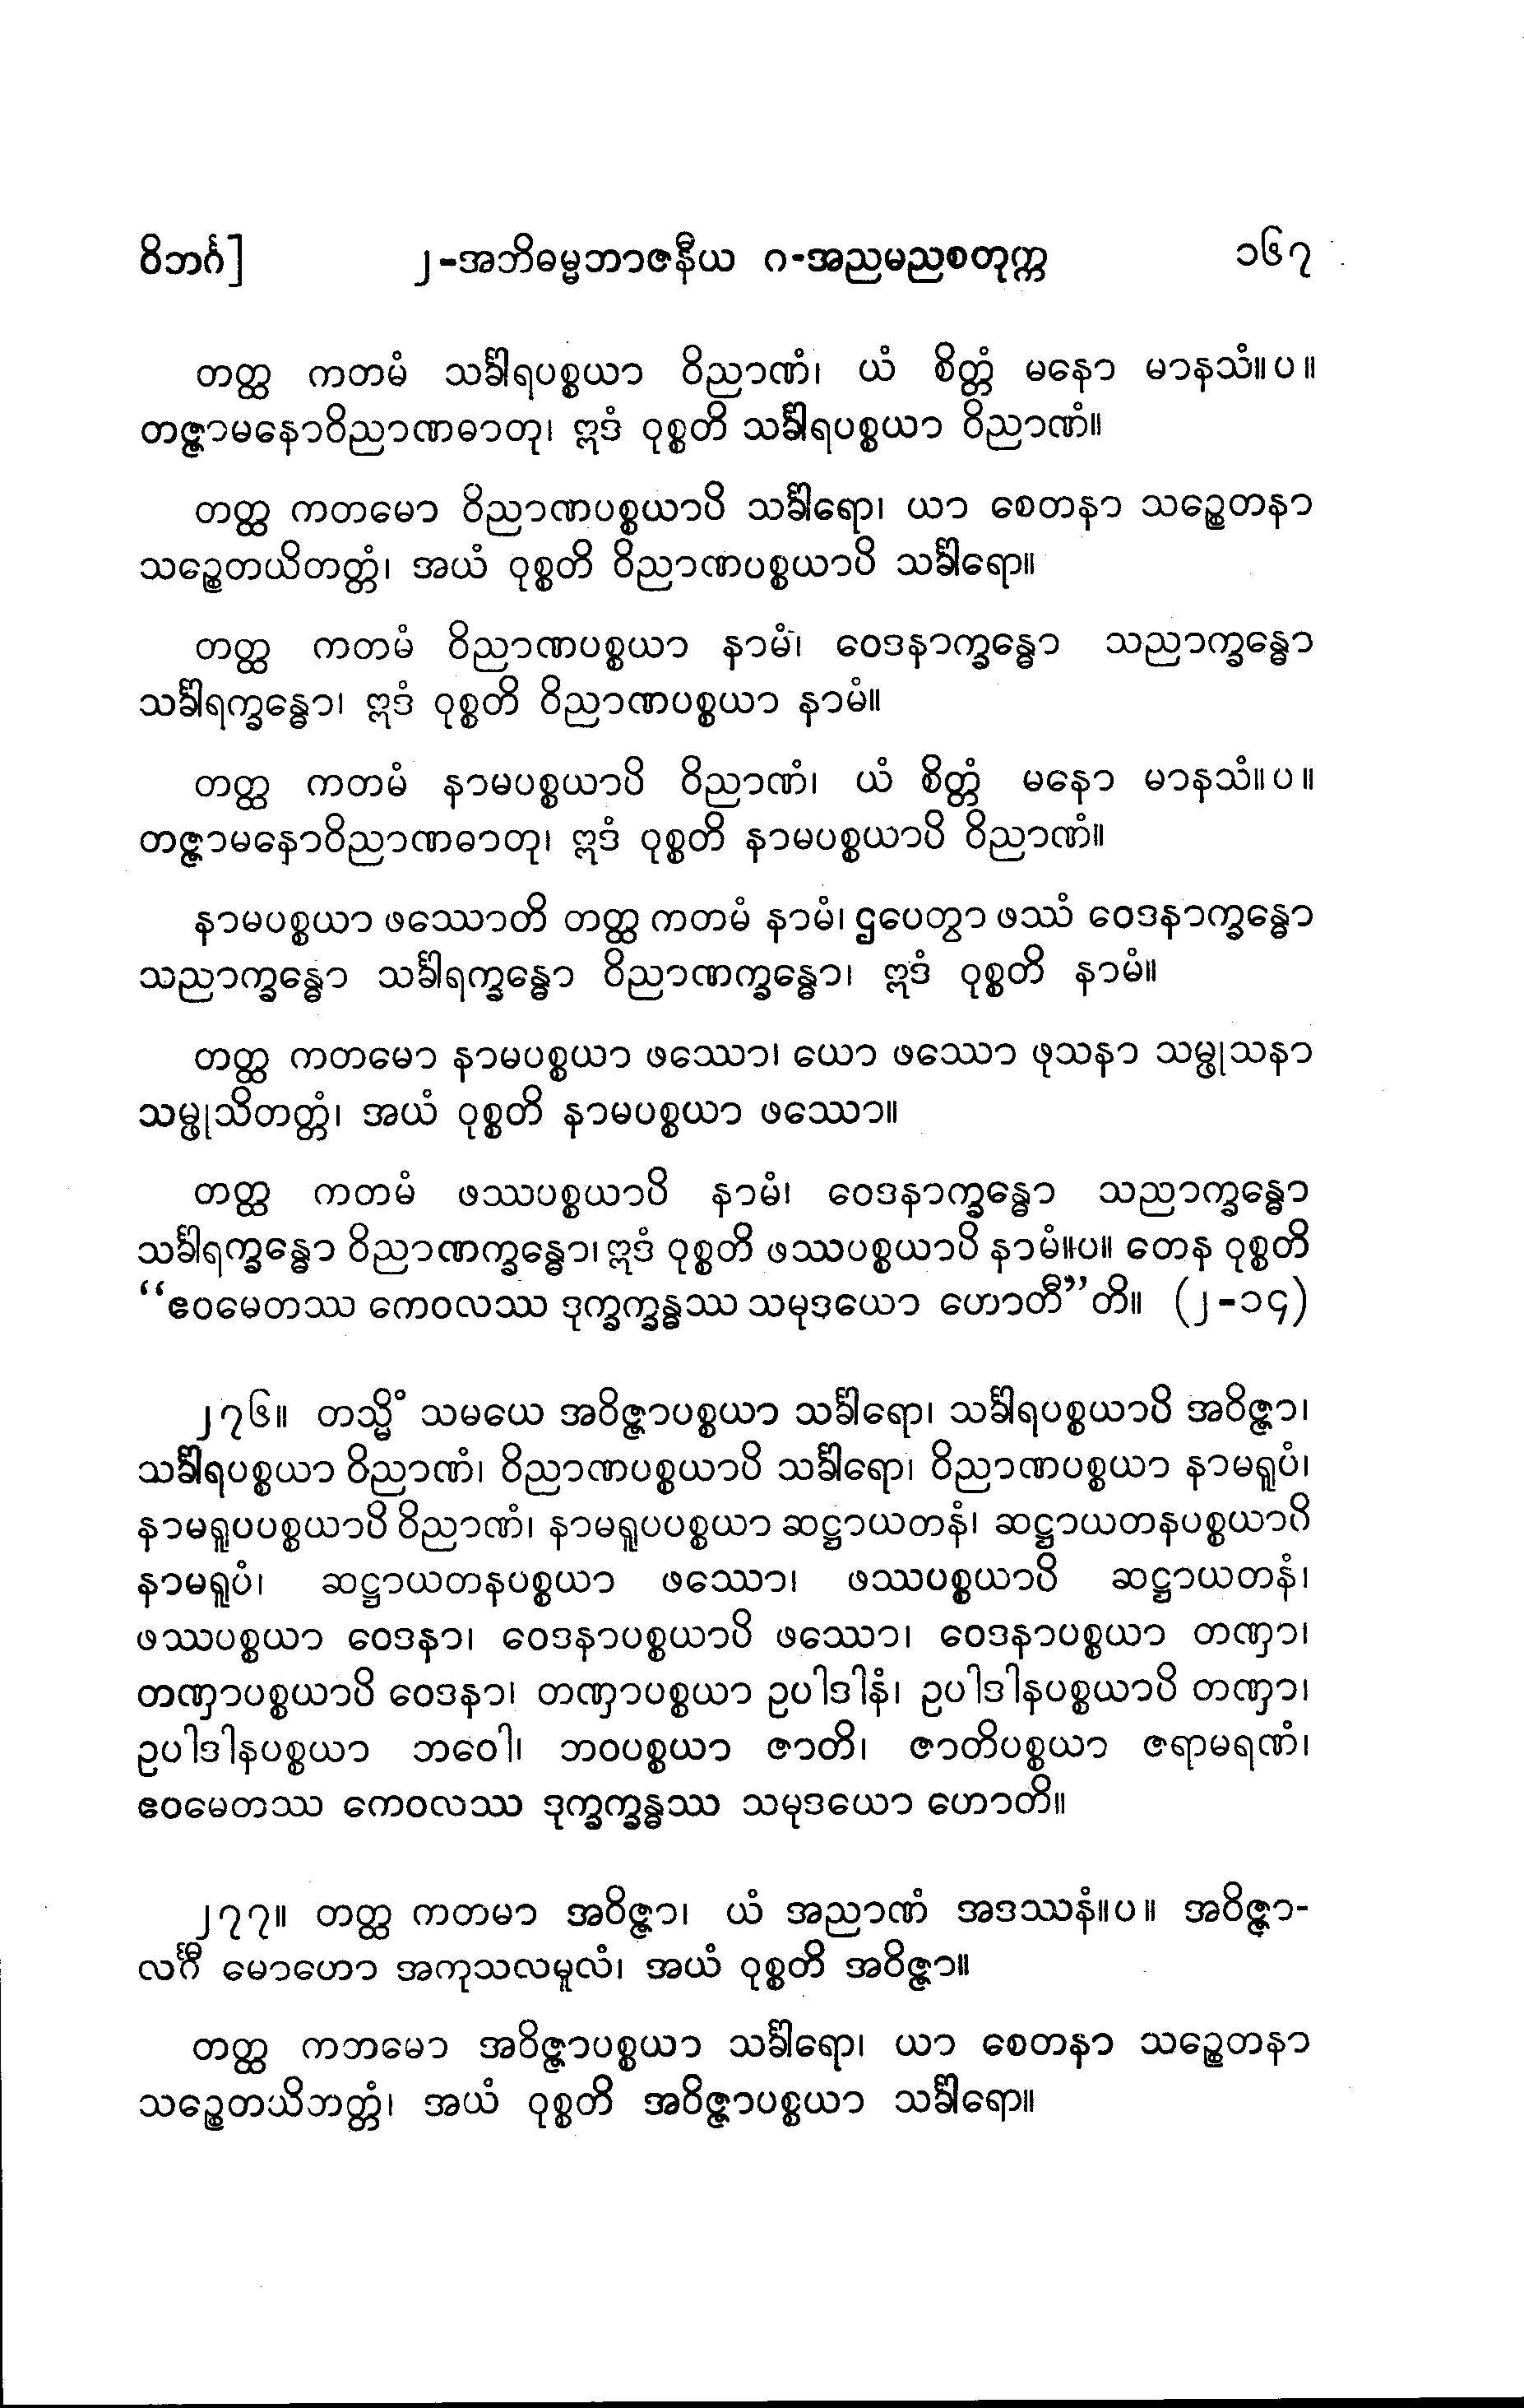 ဝိဘင်္ဂ] ၂-အဘိဓမ္မဘာဇနီယ ဂ-အညမညစတုက္က ၁၆၇
တတ္ထ ကတမံ သင်္ခါရပစ္စယာ ဝိညာဏံ၊ ယံ စိတ္တံ မနော မာနသံ။ပ။
တဇ္ဇာမနောဝိညာဏဓာတု၊ ဣဒံ ဝုစ္စတိ သင်္ခါရပစ္စယာ ဝိညာဏံ။
တတ္ထ ကတမော ဝိညာဏပစ္စယာပိ သင်္ခါရော၊ ယာ စေတနာ သဉ္စေတနာ
သဉ္စေတယိတတ္တံ၊ အယံ ဝုစ္စတိ ဝိညာဏပစ္စယာပိ သင်္ခါရော။
တတ္ထ ကတမံ ဝိညာဏပစ္စယာ နာမံ၊ ဝေဒနာက္ခန္ဓော သညာက္ခန္ဓော
သင်္ခါရက္ခန္ဓော၊ ဣဒံ ဝုစ္စတိ ဝိညာဏပစ္စယာ နာမံ။
တတ္ထ ကတမံ နာမပစ္စယာပိ ဝိညာဏံ၊ ယံ စိတ္တံ မနော မာနသံ။ပ။
တဇ္ဇာမနောဝိညာဏဓာတု၊ ဣဒံ ဝုစ္စတိ နာမပစ္စယာပိ ဝိညာဏံ။
နာမပစ္စယာ ဖဿောတိ တတ္ထ ကတမံ နာမံ၊ ဌပေတွာ ဖဿံ ဝေဒနာက္ခန္ဓော
သညာက္ခန္ဓော သင်္ခါရက္ခန္ဓော ဝိညာဏက္ခန္ဓော၊ ဣဒံ ဝုစ္စတိ နာမံ။
တတ္ထ ကတမော နာမပစ္စယာ ဖဿော၊ ယော ဖဿော ဖုသနာ သမ္ဖုသနာ
သမ္ဖုသိတတ္တံ၊ အယံ ဝုစ္စတိ နာမပစ္စယာ ဖဿော။
တတ္ထ ကတမံ ဖဿပစ္စယာပိ နာမံ၊ ဝေဒနာက္ခန္ဓော သညာက္ခန္ဓော
သင်္ခါရက္ခန္ဓော ဝိညာဏက္ခန္ဓော၊ ဣဒံ ဝုစ္စတိ ဖဿပစ္စယာပိ နာမံ။ပ။ တေန ဝုစ္စတိ
“ဧဝမေတဿ ကေဝလဿ ဒုက္ခက္ခန္ဓဿ သမုဒယော ဟောတီ”တိ။ (၂-၁၄)
၂၇၆။ တသ္မိံ သမယေ အဝိဇ္ဇာပစ္စယာ သင်္ခါရော၊ သင်္ခါရပစ္စယာပိ အဝိဇ္ဇာ၊
သင်္ခါရပစ္စယာ ဝိညာဏံ၊ ဝိညာဏပစ္စယာပိ သင်္ခါရော၊ ဝိညာဏပစ္စယာ နာမရူပံ၊
နာမရူပပစ္စယာပိ ဝိညာဏံ၊ နာမရူပပစ္စယာ ဆဋ္ဌာယတနံ၊ ဆဋ္ဌာယတနပစ္စယာပိ
နာမရူပံ၊ ဆဋ္ဌာယတနပစ္စယာ ဖဿော၊ ဖဿပစ္စယာပိ ဆဋ္ဌာယတနံ၊
ဖဿပစ္စယာ ဝေဒနာ၊ ဝေဒနာပစ္စယာပိ ဖဿော၊ ဝေဒနာပစ္စယာ တဏှာ၊
တဏှာပစ္စယာပိ ဝေဒနာ၊ တဏှာပစ္စယာ ဥပါဒါနံ၊ ဥပါဒါနပစ္စယာပိ တဏှာ၊
ဥပါဒါနပစ္စယာ ဘဝေါ၊ ဘဝပစ္စယာ ဇာတိ၊ ဇာတိပစ္စယာ ဇရာမရဏံ၊
ဧဝမေတဿ ကေဝလဿ ဒုက္ခက္ခန္ဓဿ သမုဒယော ဟောတိ။
၂၇၇။ တတ္ထ ကတမာ အဝိဇ္ဇာ၊ ယံ အညာဏံ အဒဿနံ။ပ။ အဝိဇ္ဇာ-
လင်္ဂီ မောဟော အကုသလမူလံ၊ အယံ ဝုစ္စတိ အဝိဇ္ဇာ။
တတ္ထ ကဘမော အဝိဇ္ဇာပစ္စယာ သင်္ခါရော၊ ယာ စေတနာ သဉ္စေတနာ
သဉ္စေတယိဘတ္တံ၊ အယံ ဝုစ္စတိ အဝိဇ္ဇာပစ္စယာ သင်္ခါရော။